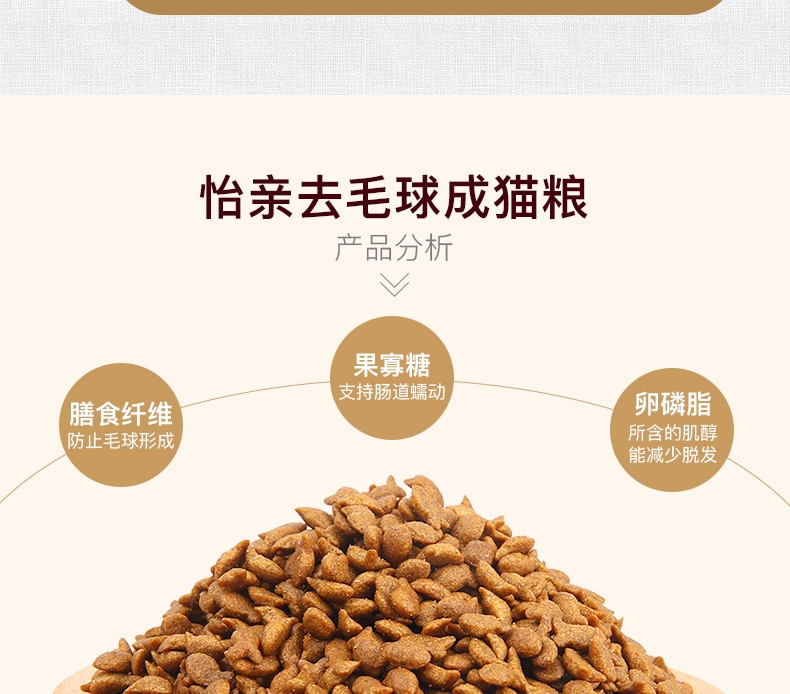 怡亲去毛球成猫粮
产品分析
果寡糖
支持肠道蠕动
膳食纤维
防止毛球形成
卵磷脂
所含的肌醇
能减少脱发